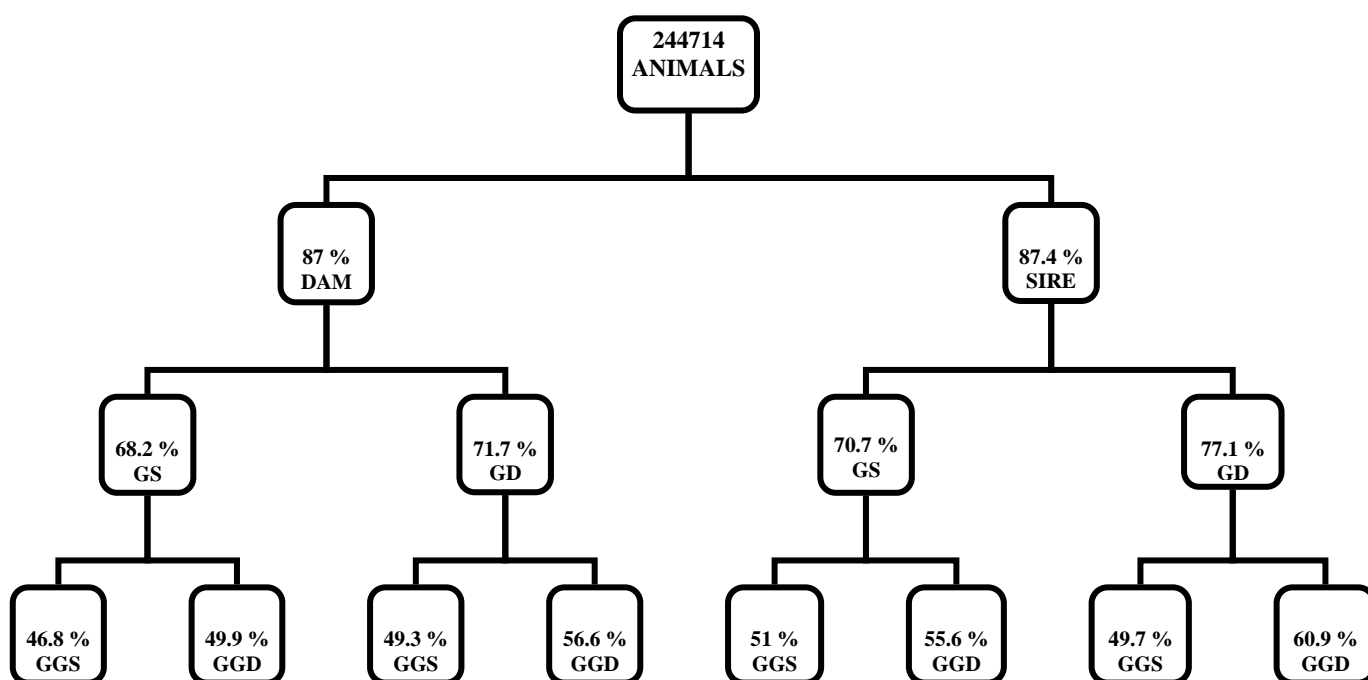 244714
ANIMALS
87 %
DAM
87.4 %
SIRE
68.2 %
GS
71.7 %
GD
70.7 %
GS
77.1 %
GD
46.8 %
GGS
49.9 %
GGD
49.3 %
GGS
56.6 %
GGD
51 %
GGS
55.6 %
GGD
49.7 %
GGS
60.9 %
GGD